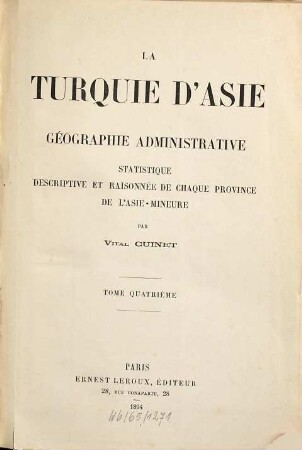 LA
TURQUIE D'ASIE
GÉOGRAPHIE ADMINISTRATIVE
STATISTIQUE
DESCRIPTIVE ET RAISONNÉE DE CHAQUE PROVINCE
DE L'ASIE-MINEURE
PAR
VITAL CUINET
TOME QUATRIÈME
PARIS
ERNEST LEROUX, ÉDITEUR
28, RUE BONAPARTE, 28
1894